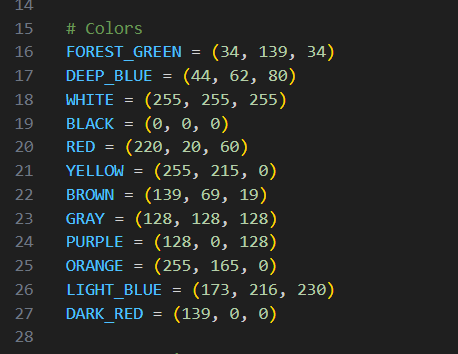 14
15 # Colors
16 FOREST_GREEN = (34, 139, 34)
17 DEEP_BLUE = (44, 62, 80)
18 WHITE = (255, 255, 255)
19 BLACK = (0, 0, 0)
20 RED = (220, 20, 60)
21 YELLOW = (255, 215, 0)
22 BROWN = (139, 69, 19)
23 GRAY = (128, 128, 128)
24 PURPLE = (128, 0, 128)
25 ORANGE = (255, 165, 0)
26 LIGHT_BLUE = (173, 216, 230)
27 DARK_RED = (139, 0, 0)
28